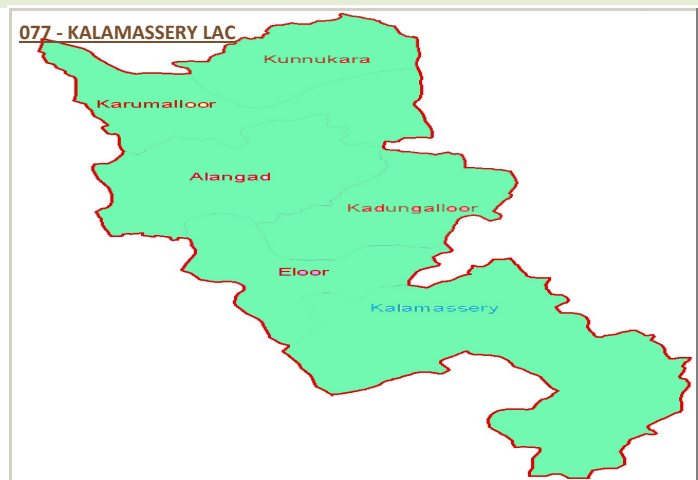 077 - KALAMASSERY LAC
Kunnukara
Karumalloor
Alangad
Kadungalloor
Eloor
Kalamassery